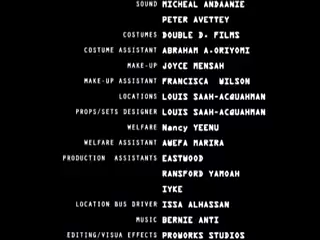 SOUND MICHEAL ANDAANIE
PETER AVETTEY
COSTUMES DOUBLE D. FILMS
COSTUME ASSISTANT ABRAHAM A.ORIYOMI
MAKE-UP JOYCE MENSAH
MAKE-UP ASSISTANT FRANCISCA WILSON
LOCATIONS LOUIS SAAH-ACQUAHMAN
PROPS/SETS DESIGNER LOUIS SAAH-ACQUAHMAN
WELFARE Nancy YEENU
WELFARE ASSISTANT AWEFA MARIRA
PRODUCTION ASSISTANTS EASTWOOD
RANSFORD YAMOAH
IYKE
LOCATION BUS DRIVER ISSA ALHASSAN
MUSIC BERNIE ANTI
EDITING/VISUA EFFECTS PROWORKS STUDIOS